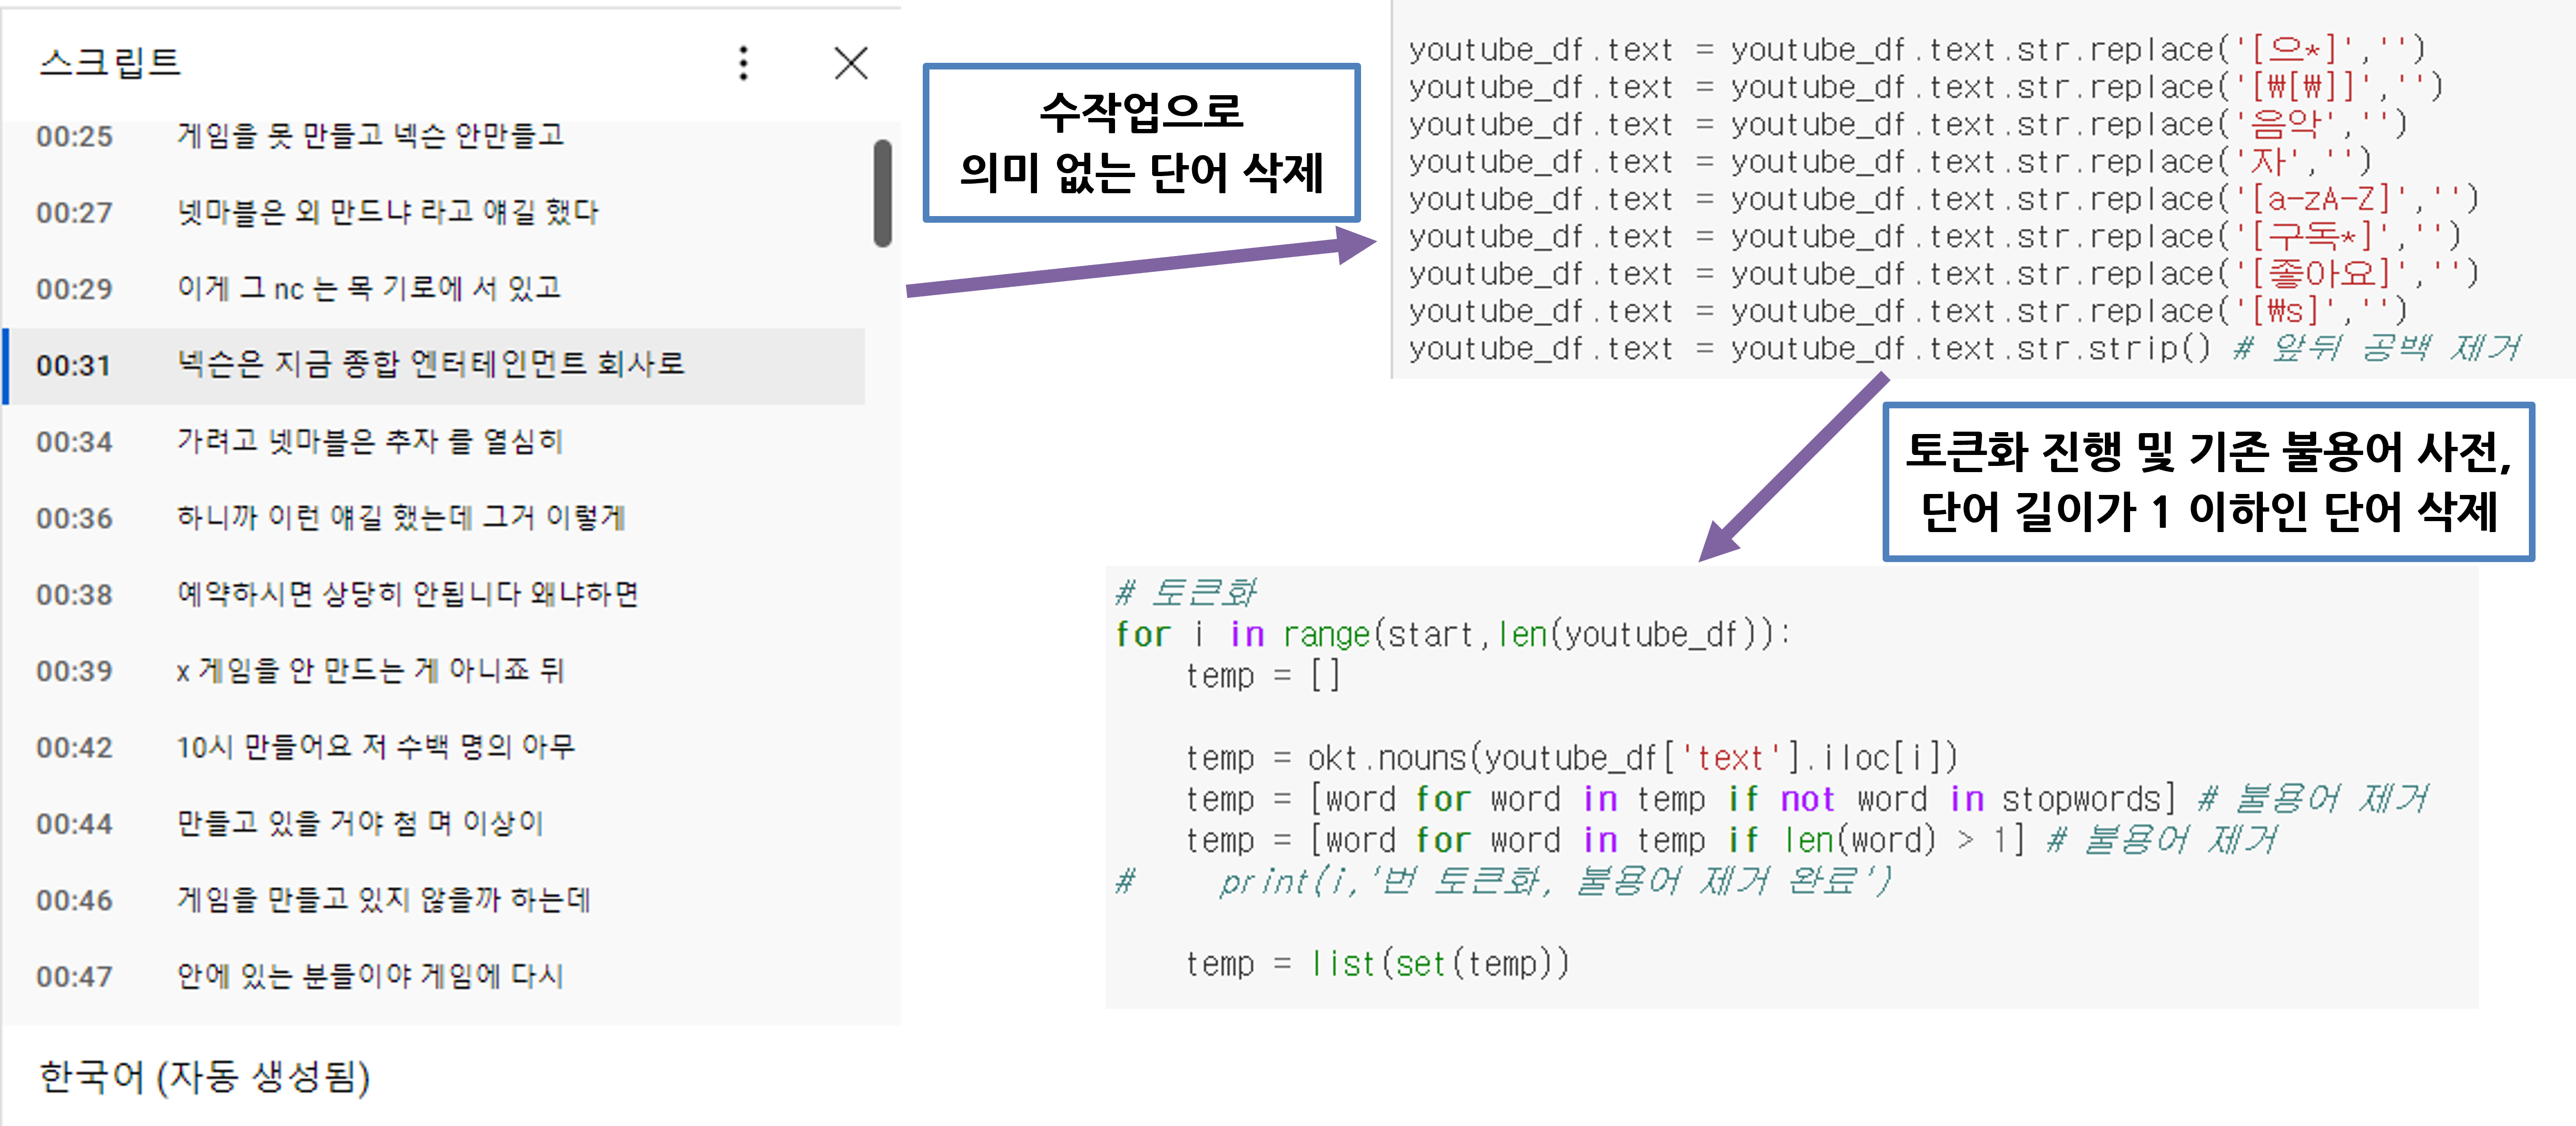 스크립트
00:25 게임을 못 만들고 넥슨 안만들고
00:27 넷마블은 외 만드냐 라고 얘길 했다
00:29 이게 그 nc 는 목 기로에 서 있고
00:31 넥슨은 지금 종합 엔터테인먼트 회사로
00:34 가려고 넷마블은 추자 를 열심히
00:36 하니까 이런 얘길 했는데 그거 이렇게
00:38 예약하시면 상당히 안됩니다 왜냐하면
00:39 x 게임을 안 만드는 게 아니죠 뒤
00:42 10시 만들어요 저 수백 명의 아무
00:44 만들고 있을 거야 첨 며 이상이
00:46 게임을 만들고 있지 않을까 하는데
00:47 안에 있는 분들이야 게임에 다시
한국어 (자동 생성됨)
수작업으로
의미 없는 단어 삭제
youtube_df.text = youtube_df.text.str.replace('[으*]','')
youtube_df.text = youtube_df.text.str.replace('[₩[₩]]','')
youtube_df.text = youtube_df.text.str.replace('음악','')
youtube_df.text = youtube_df.text.str.replace('자','')
youtube_df.text = youtube_df.text.str.replace('[a-zA-Z]','')
youtube_df.text = youtube_df.text.str.replace('[구독*]','')
youtube_df.text = youtube_df.text.str.replace('[좋아요]','')
youtube_df.text = youtube_df.text.str.replace('[₩s]','')
youtube_df.text = youtube_df.text.str.strip() # 앞뒤 공백 제거
토큰화 진행 및 기존 불용어 사전,
단어 길이가 1 이하인 단어 삭제
# 토큰화
for i in range(start,len(youtube_df)):
temp = []
temp = okt.nouns(youtube_df['text'].iloc[i])
temp = [word for word in temp if not word in stopwords] # 불용어 제거
temp = [word for word in temp if len(word) > 1] # 불용어 제거
# print(i,'번 토큰화, 불용어 제거 완료')
temp = list(set(temp))